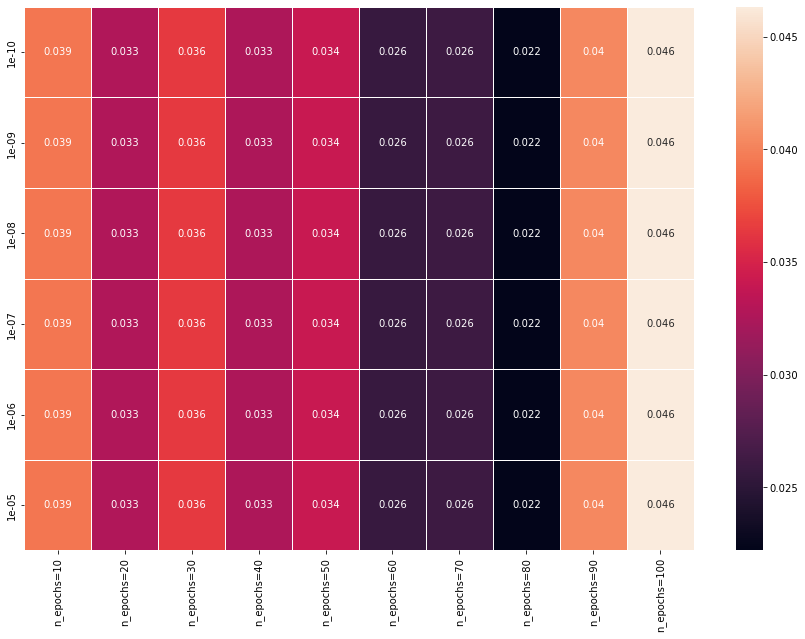 1e-10 0.039 0.033 0.036 0.033 0.034 0.026 0.026 0.022 0.04 0.046
1e-09 0.039 0.033 0.036 0.033 0.034 0.026 0.026 0.022 0.04 0.046
1e-08 0.039 0.033 0.036 0.033 0.034 0.026 0.026 0.022 0.04 0.046
1e-07 0.039 0.033 0.036 0.033 0.034 0.026 0.026 0.022 0.04 0.046
1e-06 0.039 0.033 0.036 0.033 0.034 0.026 0.026 0.022 0.04 0.046
1e-05 0.039 0.033 0.036 0.033 0.034 0.026 0.026 0.022 0.04 0.046
n_epochs=10 n_epochs=20 n_epochs=30 n_epochs=40 n_epochs=50 n_epochs=60 n_epochs=70 n_epochs=80 n_epochs=90 n_epochs=100
0.045
0.040
0.035
0.030
0.025